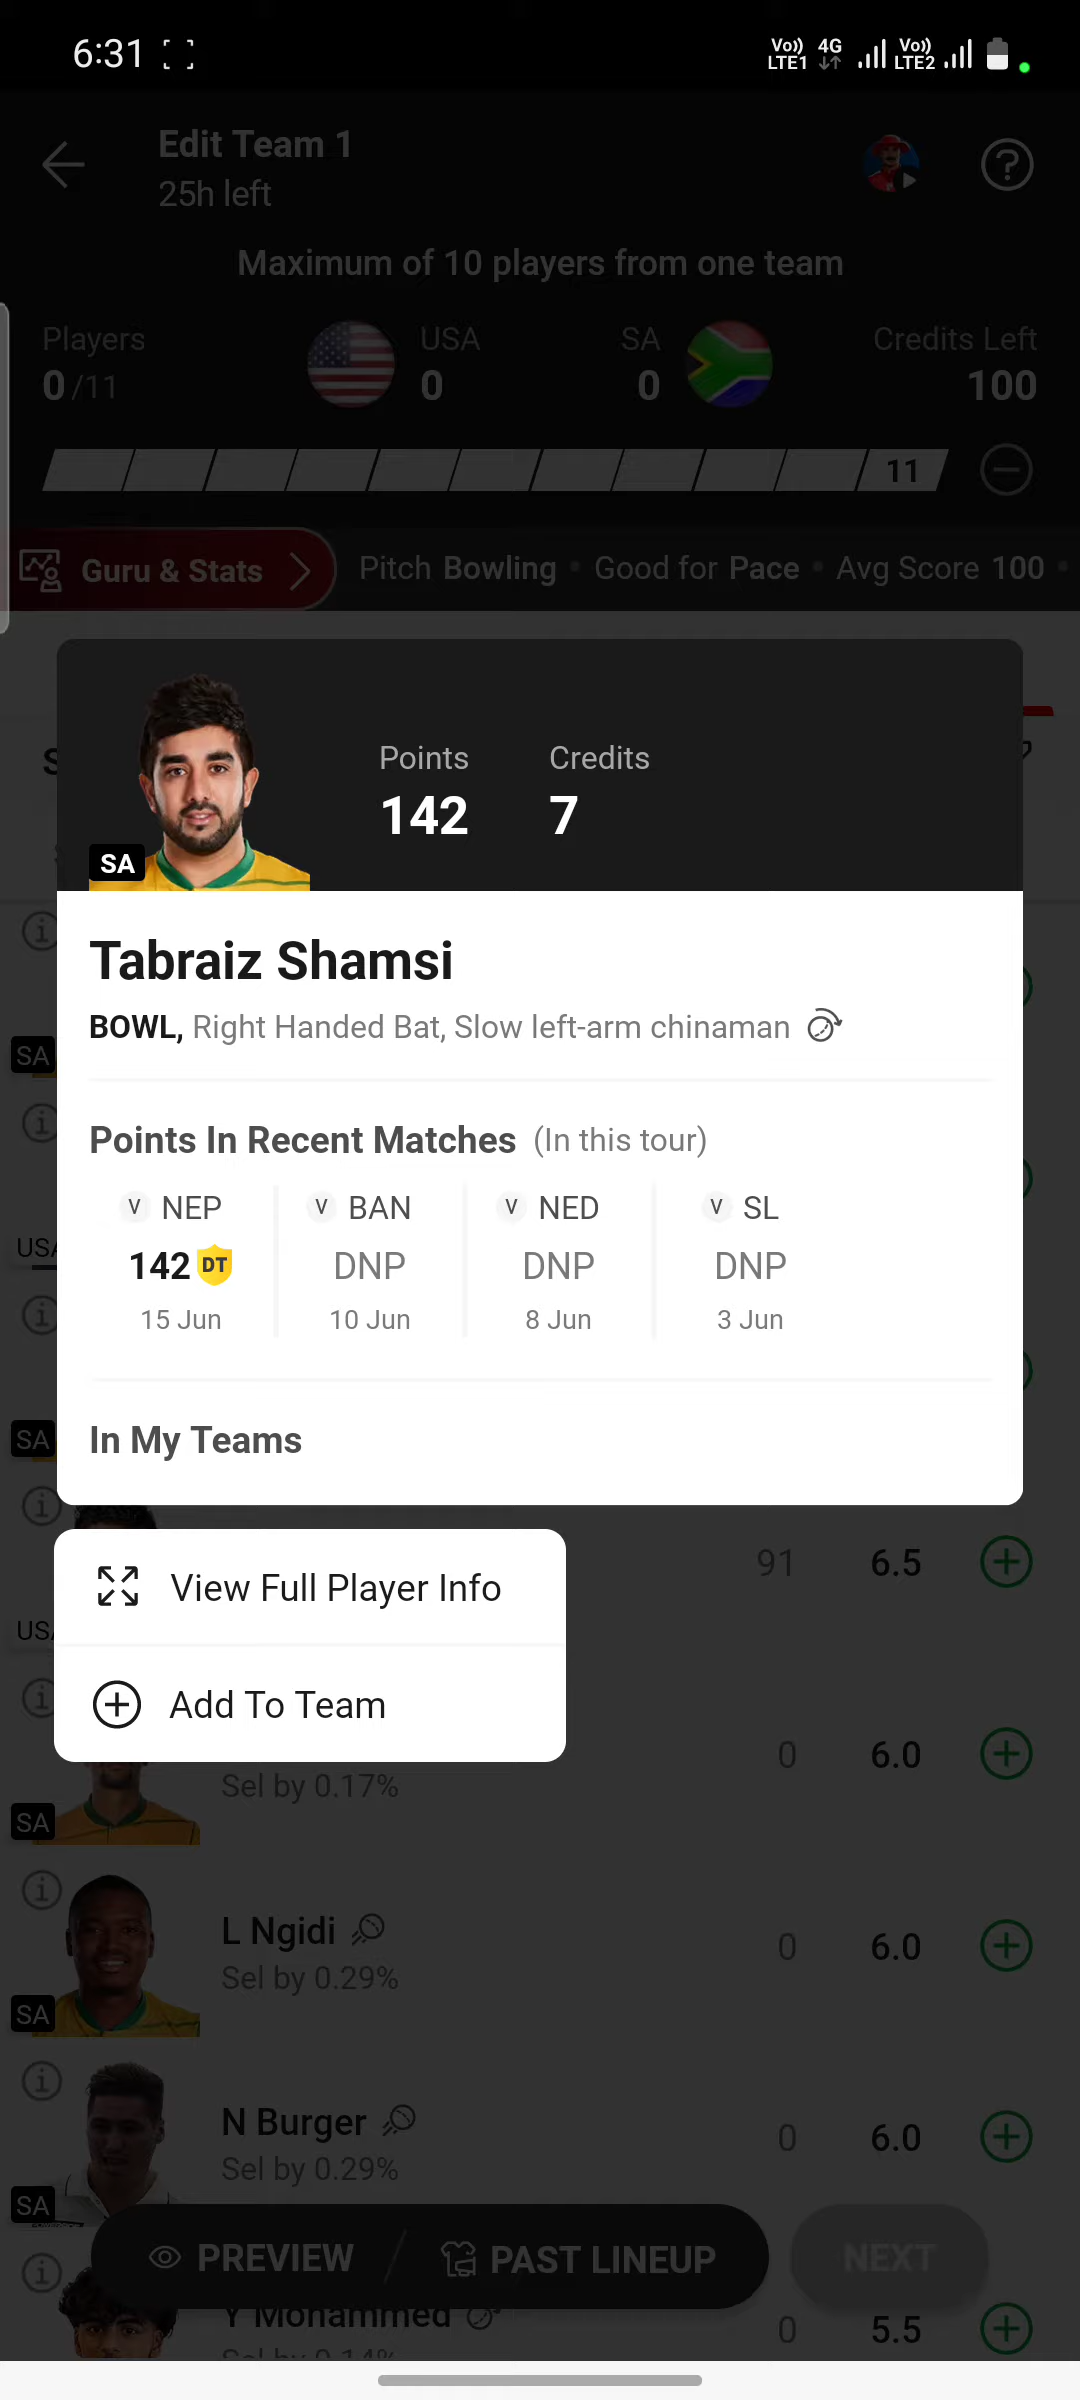 6:31
Vo)) LTE1 4G Vo)) LTE2
Edit Team 1
25h left
Maximum of 10 players from one team
Players USA SA Credits Left
0/11 0 0 100
11
Guru & Stats Pitch Bowling Good for Pace Avg Score 100
Points Credits
142 7
SA
Tabraiz Shamsi
BOWL, Right Handed Bat, Slow left-arm chinaman
SA
Points In Recent Matches (In this tour)
V NEP V BAN V NED V SL
USA
142 DT DNP DNP DNP
15 Jun 10 Jun 8 Jun 3 Jun
In My Teams
SA
91 6.5
View Full Player Info
USA
Add To Team
0 6.0
Sel by 0.17%
SA
L Ngidi
0 6.0
Sel by 0.29%
SA
N Burger
0 6.0
Sel by 0.29%
SA
PREVIEW PAST LINEUP NEXT
Y Mohammed
0 5.5
Sel by 0.14%